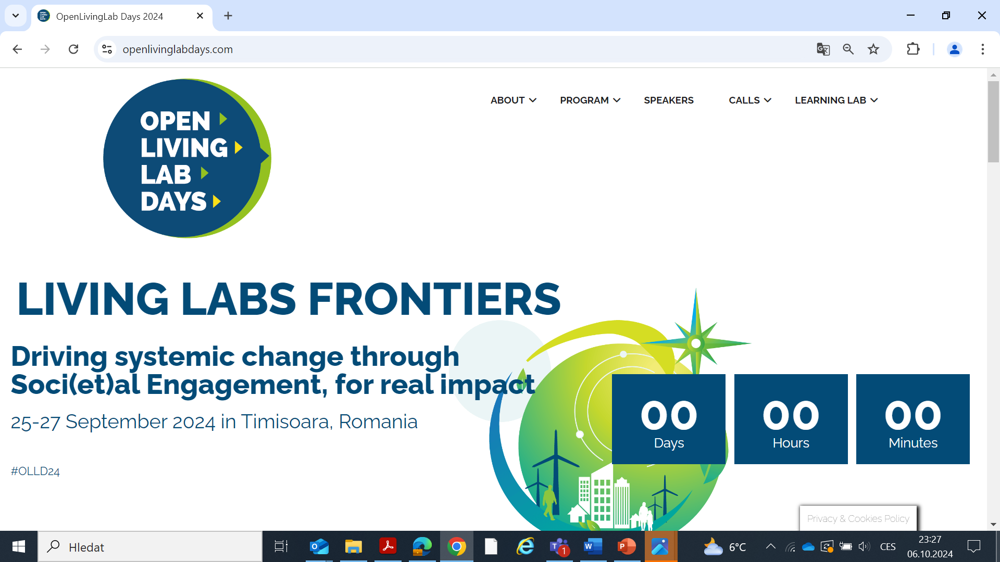 OpenLivingLab Days 2024
openlivinglabdays.com
OPEN
LIVING
LAB
DAYS
ABOUT
PROGRAM
SPEAKERS
CALLS
LEARNING LAB
LIVING LABS FRONTIERS
Driving systemic change through
Soci(et)al Engagement, for real impact
25-27 September 2024 in Timisoara, Romania
#OLLD24
00
Days
00
Hours
00
Minutes
Privacy & Cookies Policy
Hledat
1
6°C
CES
23:27
06.10.2024